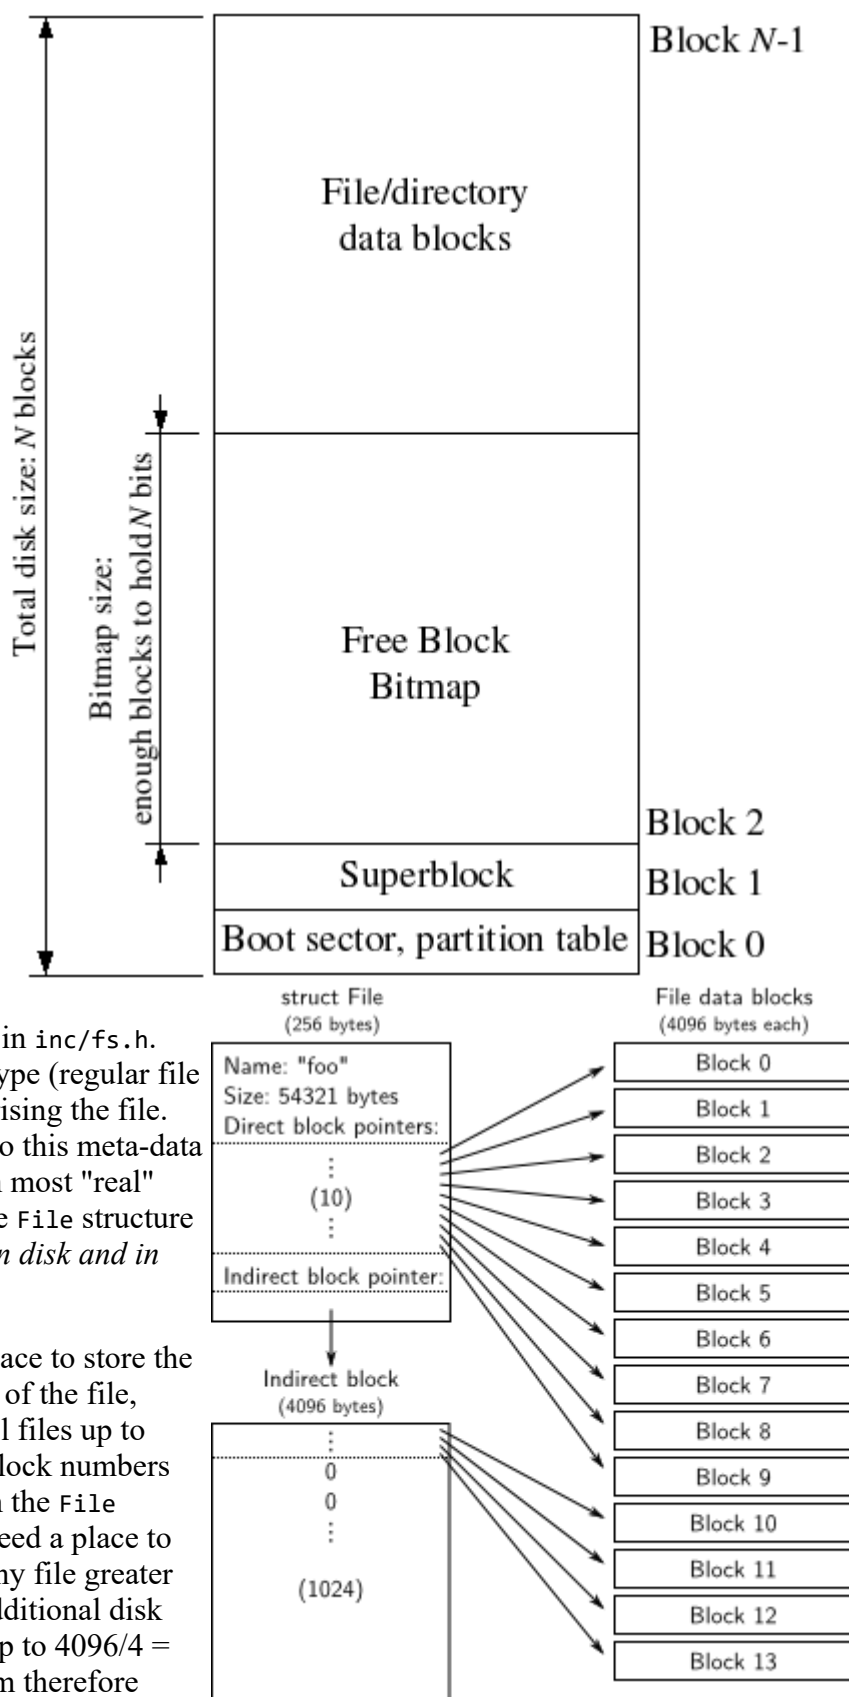 Block N-1
File/directory
data blocks
Total disk size: N blocks
Bitmap size:
enough blocks to hold N bits
Free Block
Bitmap
Block 2
Superblock
Block 1
Boot sector, partition table
Block 0
in inc/fs.h.
ype (regular file
rising the file.
o this meta-data
most "real"
e File structure
n disk and in
ace to store the
of the file,
l files up to
lock numbers
n the File
eed a place to
ny file greater
dditional disk
p to 4096/4 =
m therefore
struct File
(256 bytes)
Name: "foo"
Size: 54321 bytes
Direct block pointers:
⋮
(10)
⋮
Indirect block pointer:
Indirect block
(4096 bytes)
⋮
0
0
⋮
(1024)
File data blocks
(4096 bytes each)
Block 0
Block 1
Block 2
Block 3
Block 4
Block 5
Block 6
Block 7
Block 8
Block 9
Block 10
Block 11
Block 12
Block 13